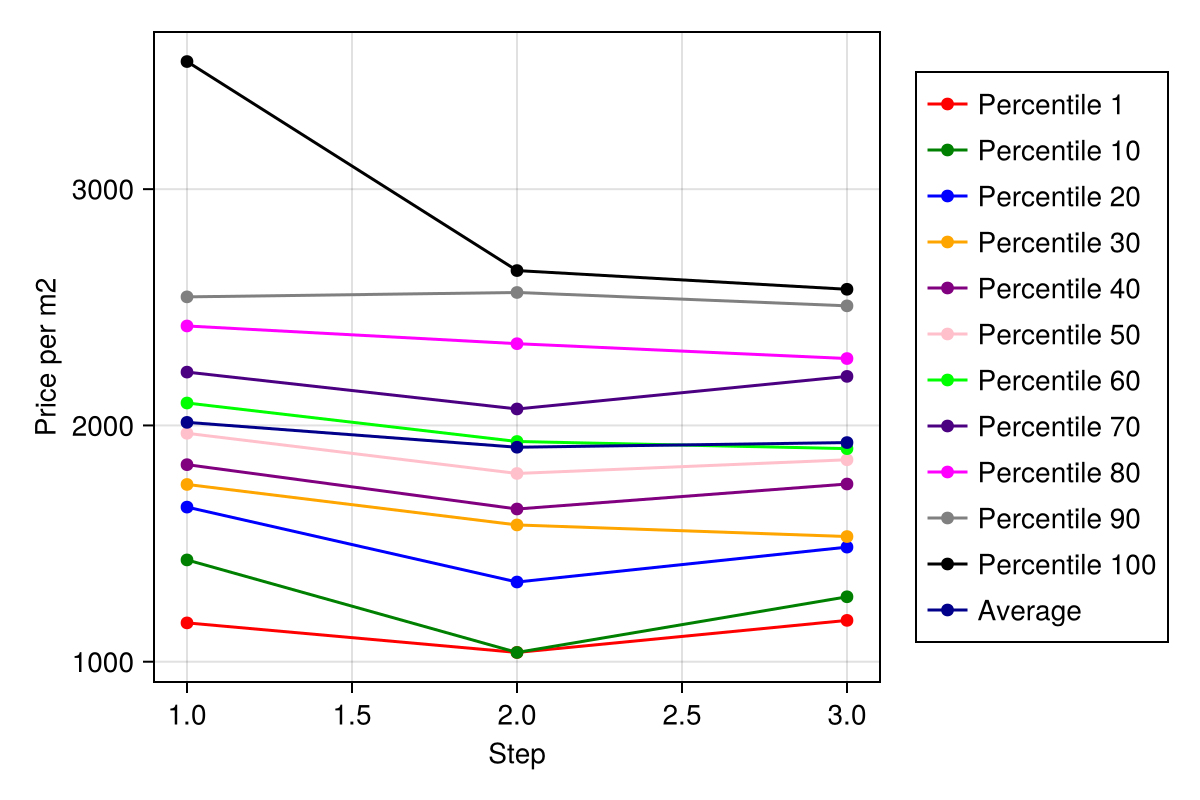 Price per m2
3000
2000
1000
1.0
1.5
2.0
2.5
3.0
Step
Percentile 1
Percentile 10
Percentile 20
Percentile 30
Percentile 40
Percentile 50
Percentile 60
Percentile 70
Percentile 80
Percentile 90
Percentile 100
Average